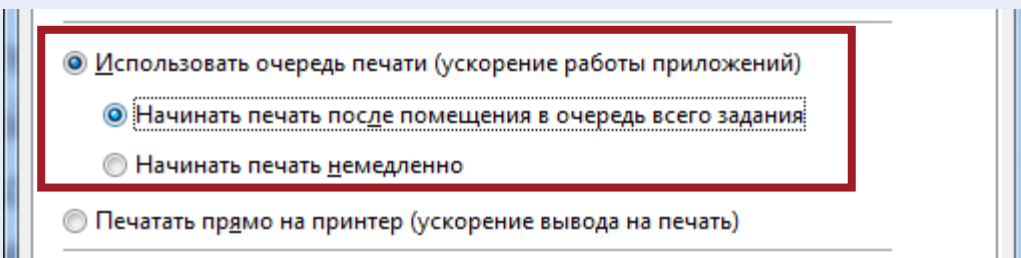 Использовать очередь печати (ускорение работы приложений)
Начинать печать после помещения в очередь всего задания
Начинать печать немедленно
Печатать прямо на принтер (ускорение вывода на печать)